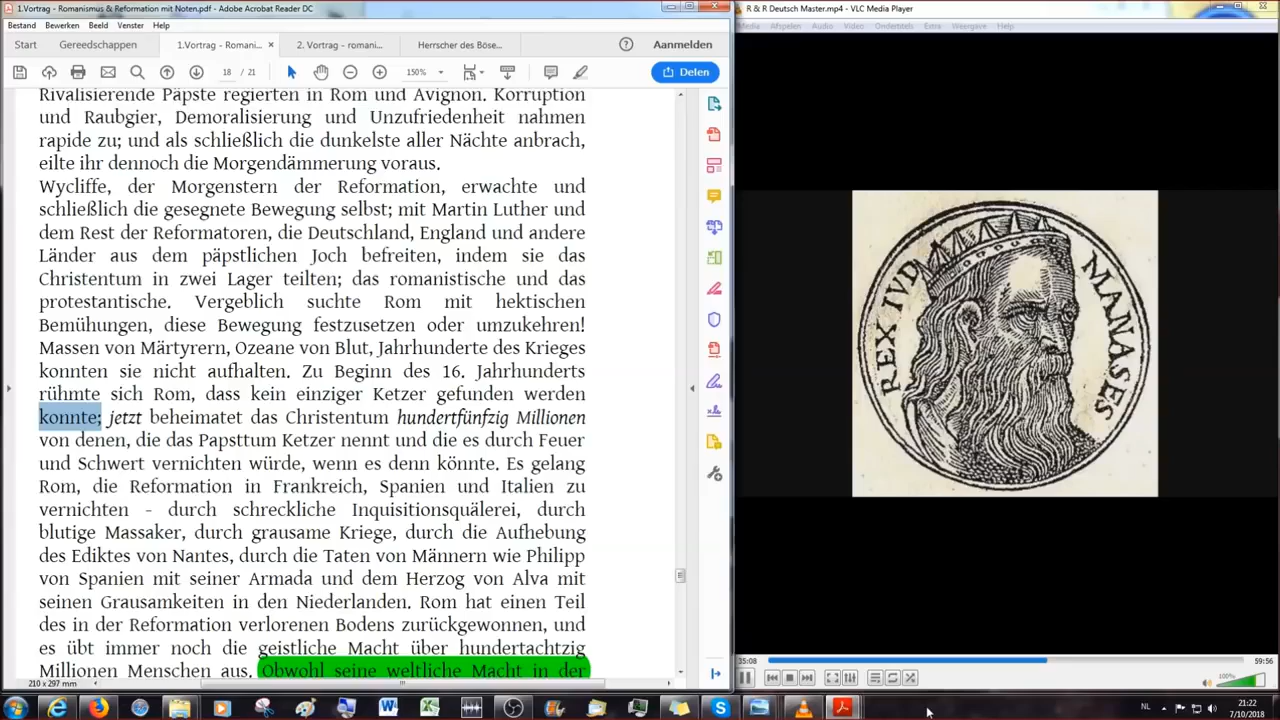 1.Vortrag - Romanismus & Reformation mit Noten.pdf - Adobe Acrobat Reader DC
Bestanden Bewerken Beeld Venster Help
Start Gereedschappen 1.Vortrag - Romani... × 2. Vortrag - romani... Herrscher des Böse... Aanmelden
18 / 21 150% Delen
Rivalisierende Päpste regierten in Rom und Avignon. Korruption
und Raubgier, Demoralisierung und Unzufriedenheit nahmen
rapide zu; und als schließlich die dunkelste aller Nächte anbrach,
eilte ihr dennoch die Morgendämmerung voraus.
Wycliffe, der Morgenstern der Reformation, erwachte und
schließlich die gesegnete Bewegung selbst; mit Martin Luther und
dem Rest der Reformatoren, die Deutschland, England und andere
Länder aus dem päpstlichen Joch befreiten, indem sie das
Christentum in zwei Lager teilten; das romanistische und das
protestantische. Vergeblich suchte Rom mit hektischen
Bemühungen, diese Bewegung festzusetzen oder umzukehren!
Massen von Märtyrern, Ozeane von Blut, Jahrhunderte des Krieges
konnten sie nicht aufhalten. Zu Beginn des 16. Jahrhunderts
rühmte sich Rom, dass kein einziger Ketzer gefunden werden
konnte; jetzt beheimatet das Christentum hundertfünfzig Millionen
von denen, die das Papsttum Ketzer nennt und die es durch Feuer
und Schwert vernichten würde, wenn es denn könnte. Es gelang
Rom, die Reformation in Frankreich, Spanien und Italien zu
vernichten - durch schreckliche Inquisitionsquälerei, durch
blutige Massaker, durch grausame Kriege, durch die Aufhebung
des Ediktes von Nantes, durch die Taten von Männern wie Philipp
von Spanien mit seiner Armada und dem Herzog von Alva mit
seinen Grausamkeiten in den Niederlanden. Rom hat einen Teil
des in der Reformation verlorenen Bodens zurückgewonnen, und
es übt immer noch die geistliche Macht über hundertachtzig
Millionen Menschen aus. Obwohl seine weltliche Macht in der
210 x 297 mm
R & R Deutsch Master.mp4 - VLC Media Player
Media Afspelen Audio Video Ondertitels Extra Weergave Help
REX IVD MANASES
35:08 59:56
100%
NL 21:22
7/10/2018